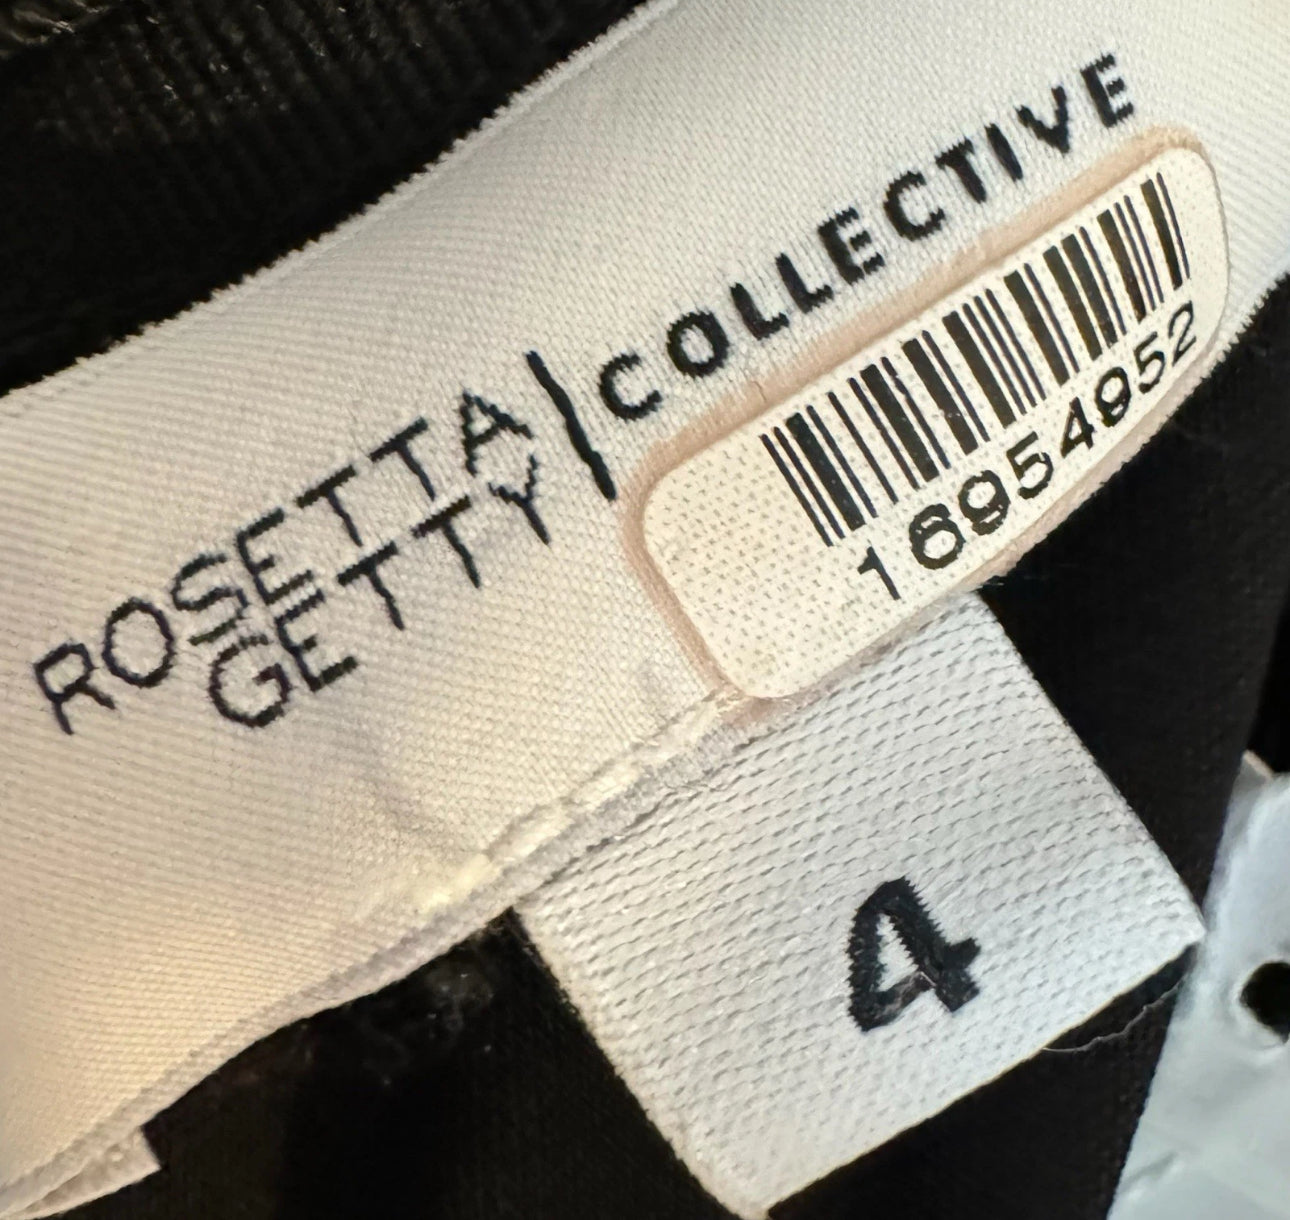 ROSETTA
GETTY
| COLLECTIVE
16954952
4